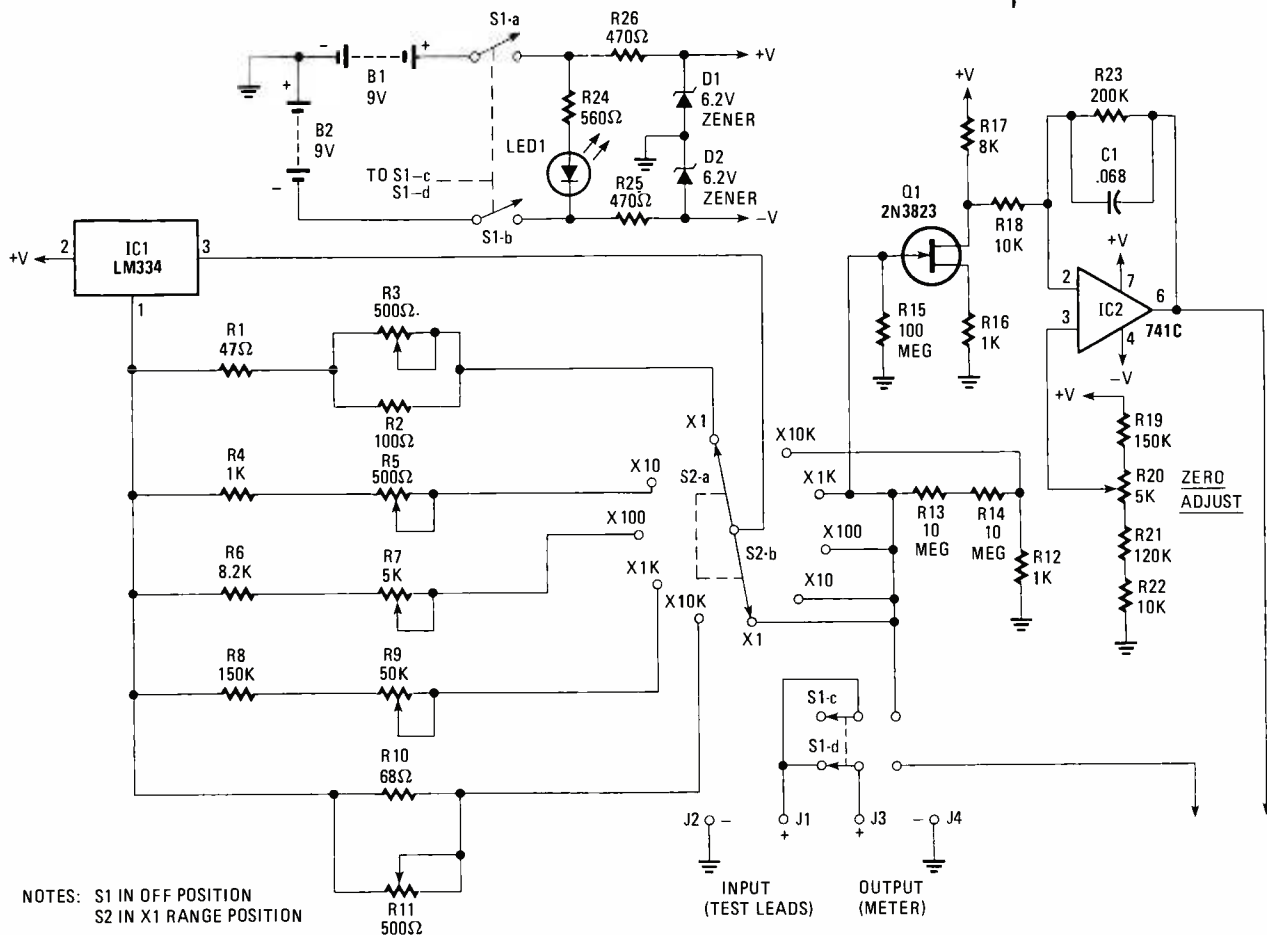 S1-a
R26
470Ω
- +
+V
B1
9V
D1
6.2V
ZENER
R24
560Ω
+
B2
9V
-
LED1
D2
6.2V
ZENER
TO S1-c
S1-d
R25
470Ω
-V
S1-b
+V
R17
8K
R23
200K
C1
.068
Q1
2N3823
R18
10K
+V
7
2
6
IC2
741C
3
4
-V
R15
100
MEG
R16
1K
+V
R19
150K
R20
5K
ZERO
ADJUST
R21
120K
R22
10K
+V
2
IC1
LM334
3
1
R1
47Ω
R3
500Ω
R2
100Ω
R4
1K
R5
500Ω
R6
8.2K
R7
5K
R8
150K
R9
50K
R10
68Ω
R11
500Ω
X1
X10
X100
X1K
X10K
S2-a
S2-b
X10K
X1K
X100
X10
X1
R13
10
MEG
R14
10
MEG
R12
1K
S1-c
S1-d
J2 -
J1
+
J3
+
- J4
INPUT
(TEST LEADS)
OUTPUT
(METER)
NOTES: S1 IN OFF POSITION
S2 IN X1 RANGE POSITION